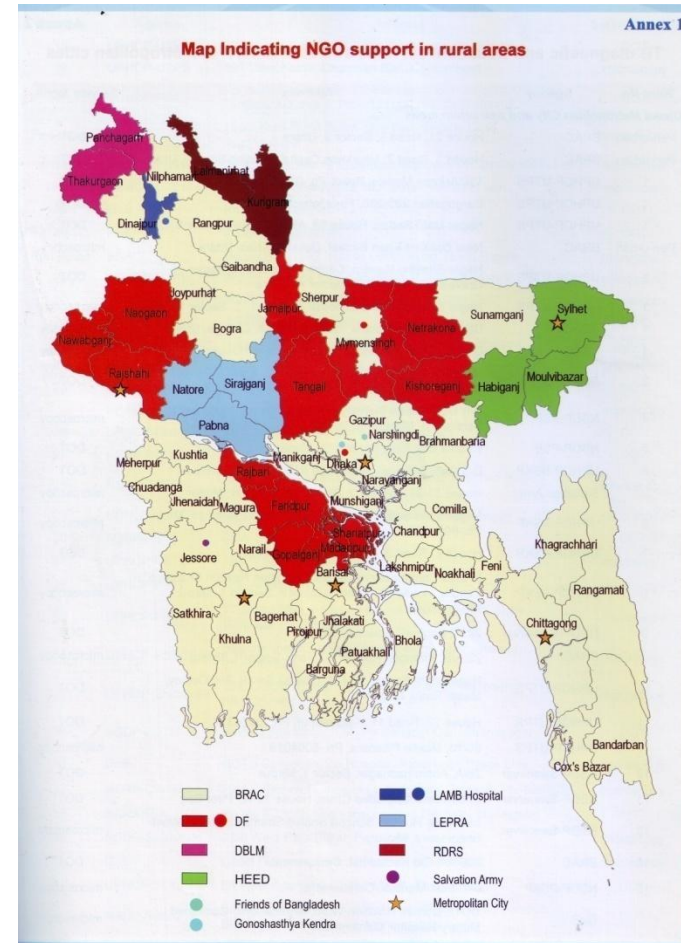 Annex 1
Map Indicating NGO support in rural areas
Panchagarh
Thakurgaon
Nilphamari
Lalmonirhat
Kurigram
Dinajpur
Rangpur
Gaibandha
Joypurhat
Sherpur
Jamalpur
Naogaon
Bogra
Nawabganj
Rajshahi
Mymensingh
Netrakona
Sunamganj
Sylhet
Natore
Sirajganj
Tangail
Kishoreganj
Habiganj
Moulvibazar
Pabna
Gazipur
Narshingdi
Brahmanbaria
Kushtia
Meherpur
Manikganj
Dhaka
Narayanganj
Chuadanga
Jhenaidah
Magura
Rajbari
Faridpur
Munshiganj
Comilla
Khagrachhari
Shariatpur
Madaripur
Chandpur
Jessore
Narail
Gopalganj
Barisal
Lakshmipur
Noakhali
Feni
Rangamati
Satkhira
Khulna
Bagerhat
Pirojpur
Jhalakati
Bhola
Chittagong
Patuakhali
Barguna
Bandarban
Cox's Bazar
BRAC
LAMB Hospital
DF
LEPRA
DBLM
RDRS
HEED
Salvation Army
Friends of Bangladesh
Metropolitan City
Gonoshasthya Kendra